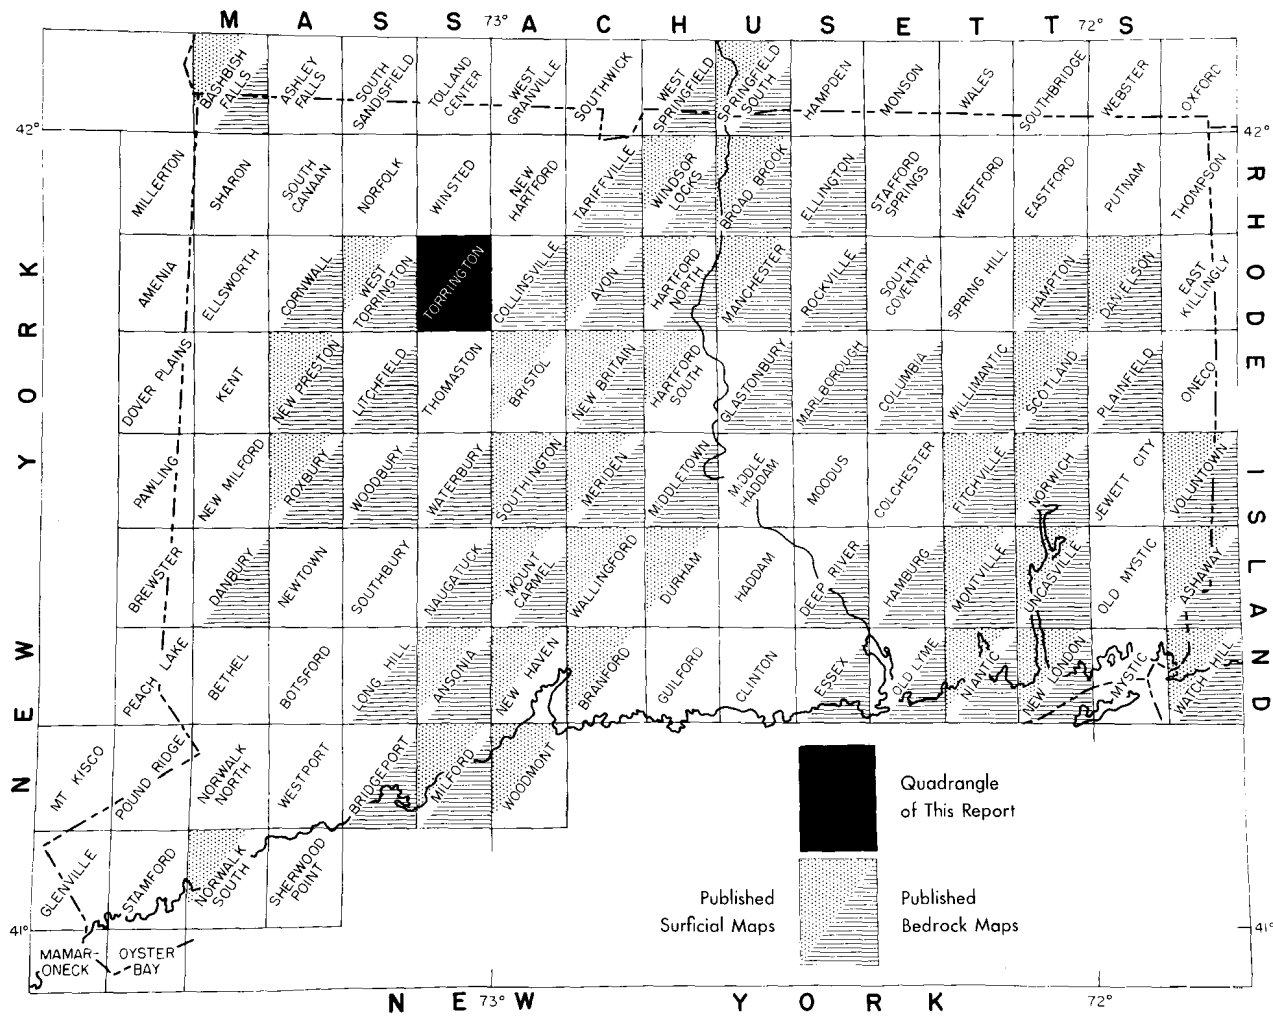 M A S S 73° A C H U S E T T 72° S
BASHBISH FALLS
ASHLEY FALLS
SOUTH SANDISFIELD
TOLLAND CENTER
WEST GRANVILLE
SOUTHWICK
WEST SPRINGFIELD
SPRINGFIELD SOUTH
HAMPDEN
MONSON
WALES
SOUTHBRIDGE
WEBSTER
OXFORD
42°
42°
MILLERTON
SHARON
SOUTH CANAAN
NORFOLK
WINSTED
NEW HARTFORD
TARIFFVILLE
WINDSOR LOCKS
BROAD BROOK
ELLINGTON
STAFFORD SPRINGS
WESTFORD
EASTFORD
PUTNAM
THOMPSON
AMENIA
ELLSWORTH
CORNWALL
WEST TORRINGTON
TORRINGTON
COLLINSVILLE
AVON
HARTFORD NORTH
MANCHESTER
ROCKVILLE
SOUTH COVENTRY
SPRING HILL
HAMPTON
DANIELSON
EAST KILLINGLY
DOVER PLAINS
KENT
NEW PRESTON
LITCHFIELD
THOMASTON
BRISTOL
NEW BRITAIN
HARTFORD SOUTH
GLASTONBURY
MARLBOROUGH
COLUMBIA
WILLIMANTIC
SCOTLAND
PLAINFIELD
ONECO
PAWLING
NEW MILFORD
ROXBURY
WOODBURY
WATERBURY
SOUTHINGTON
MERIDEN
MIDDLETOWN
MIDDLE HADDAM
MOODUS
COLCHESTER
FITCHVILLE
NORWICH
JEWETT CITY
VOLUNTOWN
BREWSTER
DANBURY
NEWTOWN
SOUTHBURY
NAUGATUCK
MOUNT CARMEL
WALLINGFORD
DURHAM
HADDAM
DEEP RIVER
HAMBURG
MONTVILLE
UNCASVILLE
OLD MYSTIC
ASHAWAY
PEACH LAKE
BETHEL
BOTSFORD
LONG HILL
ANSONIA
NEW HAVEN
BRANFORD
GUILFORD
CLINTON
ESSEX
OLD LYME
NIANTIC
NEW LONDON
MYSTIC
WATCH HILL
MT KISCO
POUND RIDGE
NORWALK NORTH
WESTPORT
BRIDGEPORT
MILFORD
WOODMONT
GLENVILLE
STAMFORD
NORWALK SOUTH
SHERWOOD POINT
41°
41°
MAMAR-
ONECK
OYSTER
BAY
NEW YORK
RHODE ISLAND
Quadrangle
of This Report
Published
Surficial Maps
Published
Bedrock Maps
N E 73° W Y O R K 72°